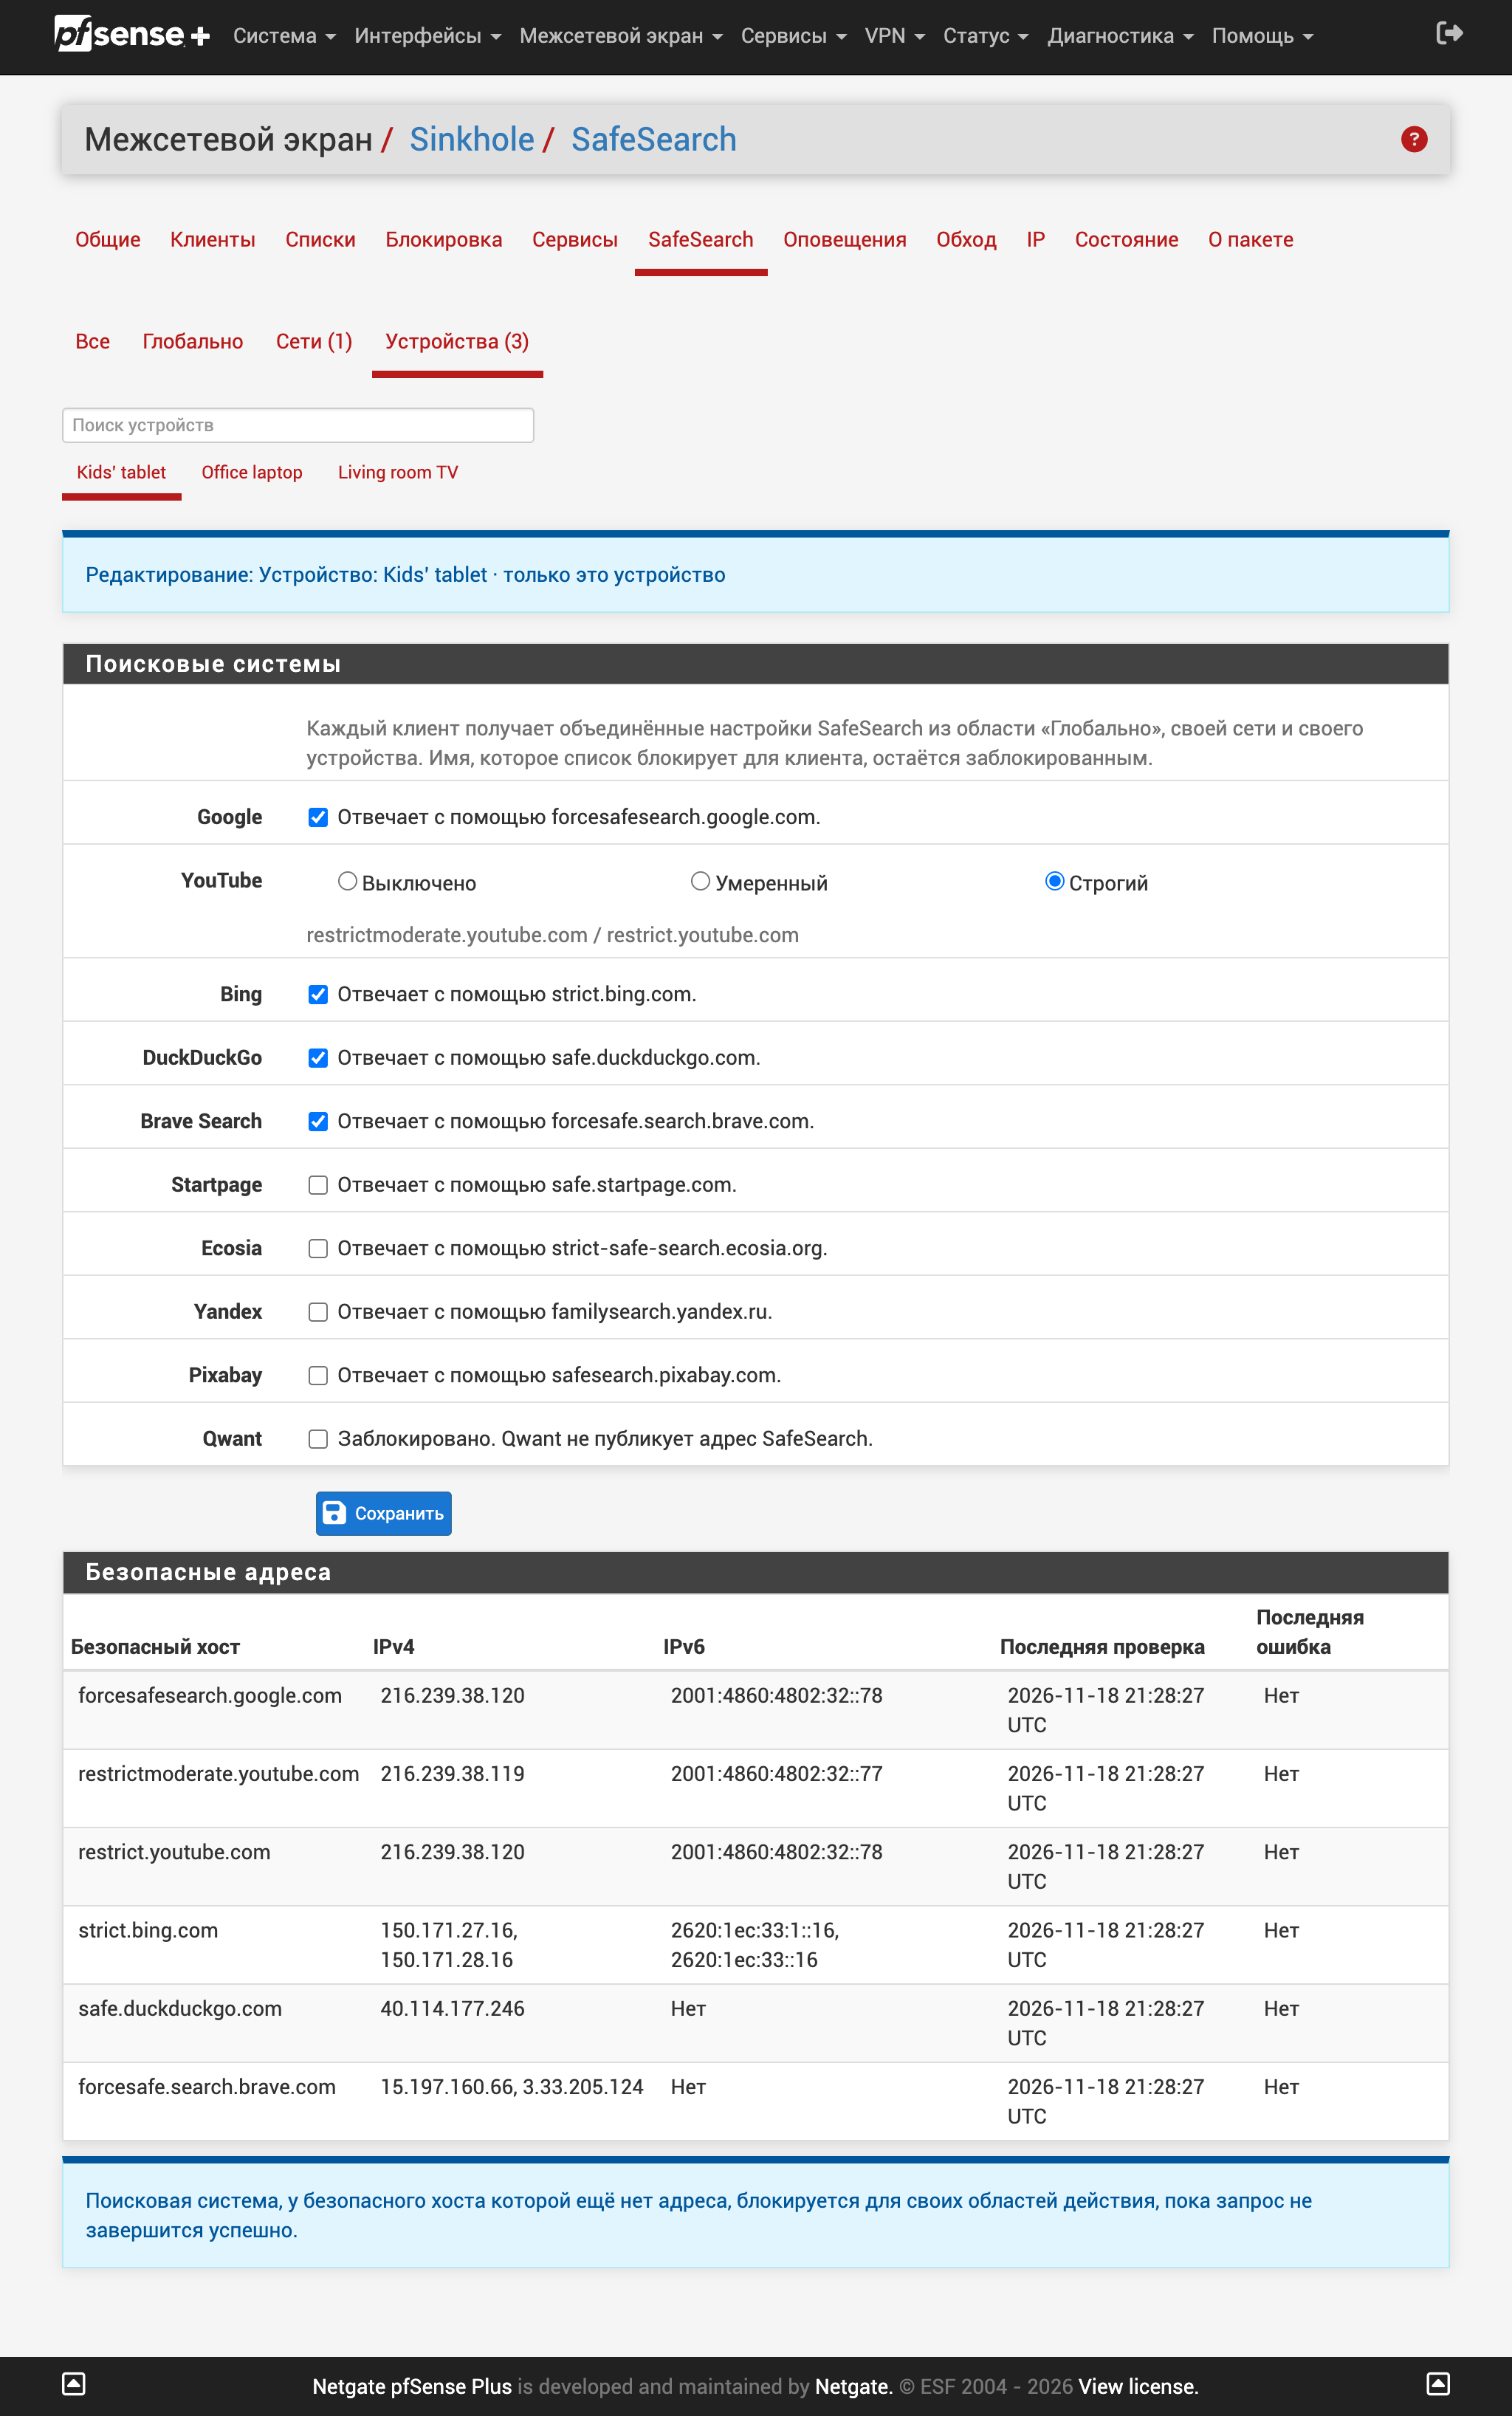 pfsense+ Система Интерфейсы Межсетевой экран Сервисы VPN Статус Диагностика Помощь
Межсетевой экран / Sinkhole / SafeSearch ?
Общие Клиенты Списки Блокировка Сервисы SafeSearch Оповещения Обход IP Состояние О пакете
Все Глобально Сети (1) Устройства (3)
Поиск устройств
Kids' tablet Office laptop Living room TV
Редактирование: Устройство: Kids' tablet · только это устройство
Поисковые системы
Каждый клиент получает объединённые настройки SafeSearch из области «Глобально», своей сети и своего
устройства. Имя, которое список блокирует для клиента, остаётся заблокированным.
Google Отвечает с помощью forcesafesearch.google.com.
YouTube Выключено Умеренный Строгий
restrictmoderate.youtube.com / restrict.youtube.com
Bing Отвечает с помощью strict.bing.com.
DuckDuckGo Отвечает с помощью safe.duckduckgo.com.
Brave Search Отвечает с помощью forcesafe.search.brave.com.
Startpage Отвечает с помощью safe.startpage.com.
Ecosia Отвечает с помощью strict-safe-search.ecosia.org.
Yandex Отвечает с помощью familysearch.yandex.ru.
Pixabay Отвечает с помощью safesearch.pixabay.com.
Qwant Заблокировано. Qwant не публикует адрес SafeSearch.
Сохранить
Безопасные адреса
Последняя
Безопасный хост IPv4 IPv6 Последняя проверка ошибка
forcesafesearch.google.com 216.239.38.120 2001:4860:4802:32::78 2026-11-18 21:28:27 Нет
UTC
restrictmoderate.youtube.com 216.239.38.119 2001:4860:4802:32::77 2026-11-18 21:28:27 Нет
UTC
restrict.youtube.com 216.239.38.120 2001:4860:4802:32::78 2026-11-18 21:28:27 Нет
UTC
strict.bing.com 150.171.27.16, 2620:1ec:33:1::16, 2026-11-18 21:28:27 Нет
150.171.28.16 2620:1ec:33::16 UTC
safe.duckduckgo.com 40.114.177.246 Нет 2026-11-18 21:28:27 Нет
UTC
forcesafe.search.brave.com 15.197.160.66, 3.33.205.124 Нет 2026-11-18 21:28:27 Нет
UTC
Поисковая система, у безопасного хоста которой ещё нет адреса, блокируется для своих областей действия, пока запрос не
завершится успешно.
Netgate pfSense Plus is developed and maintained by Netgate. © ESF 2004 - 2026 View license.